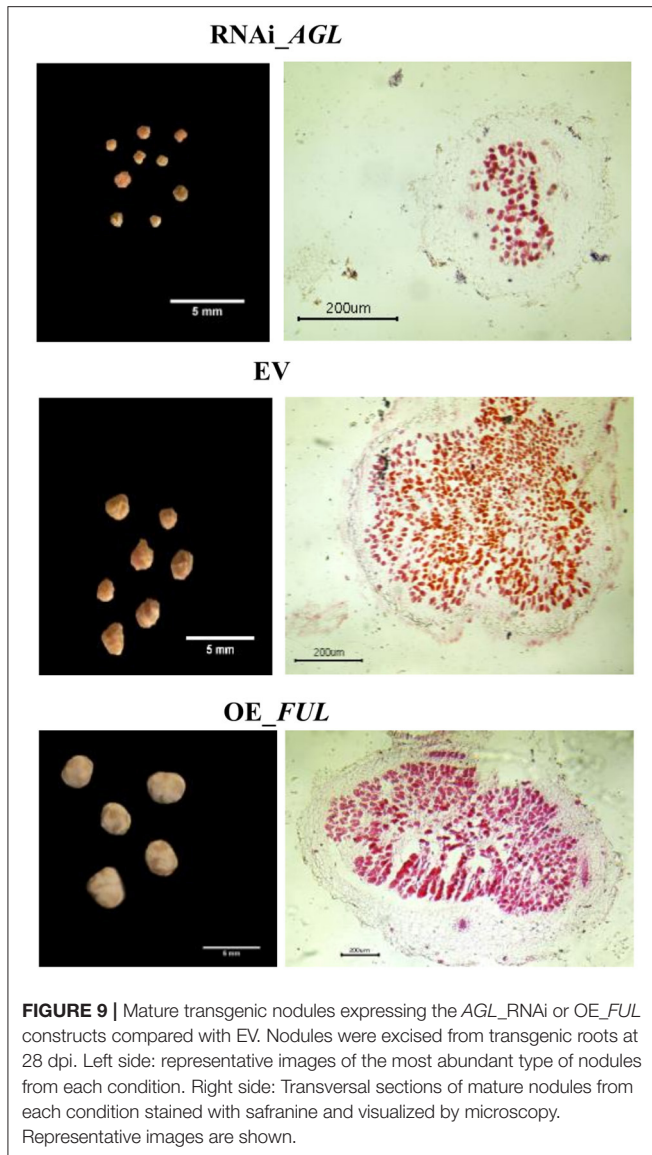 RNAi_AGL
5 mm
200um
EV
5 mm
200um
OE_FUL
5 mm
200um
FIGURE 9 | Mature transgenic nodules expressing the AGL_RNAi or OE_FUL
constructs compared with EV. Nodules were excised from transgenic roots at
28 dpi. Left side: representative images of the most abundant type of nodules
from each condition. Right side: Transversal sections of mature nodules from
each condition stained with safranine and visualized by microscopy.
Representative images are shown.